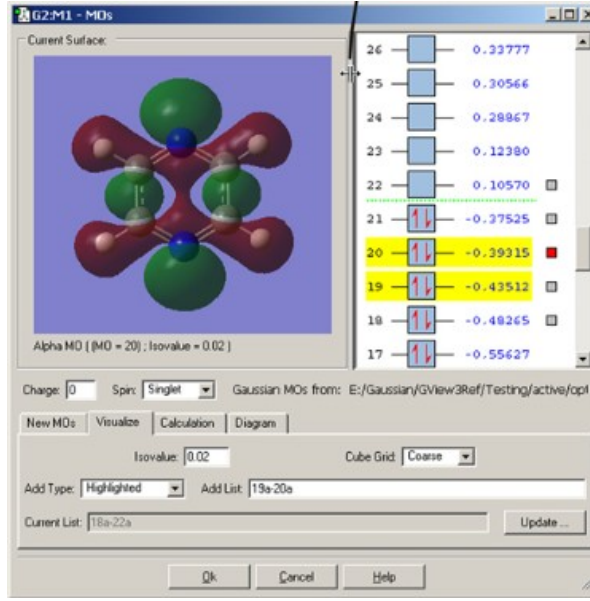 G2:M1 - MOs
Current Surface:
Alpha MO ( (MO = 20) ; Isovalue = 0.02 )
26 0.33777
25 0.30566
24 0.28867
23 0.12380
22 0.10570
21 -0.37525
20 -0.39315
19 -0.43512
18 -0.48265
17 -0.55627
Charge: 0 Spin: Singlet Gaussian MOs from: E:/Gaussian/GView3Ref/Testing/active/opt
New MOs Visualize Calculation Diagram
Isovalue: 0.02 Cube Grid: Coarse
Add Type: Highlighted Add List: 19a-20a
Current List: 18a-22a Update ...
Ok Cancel Help